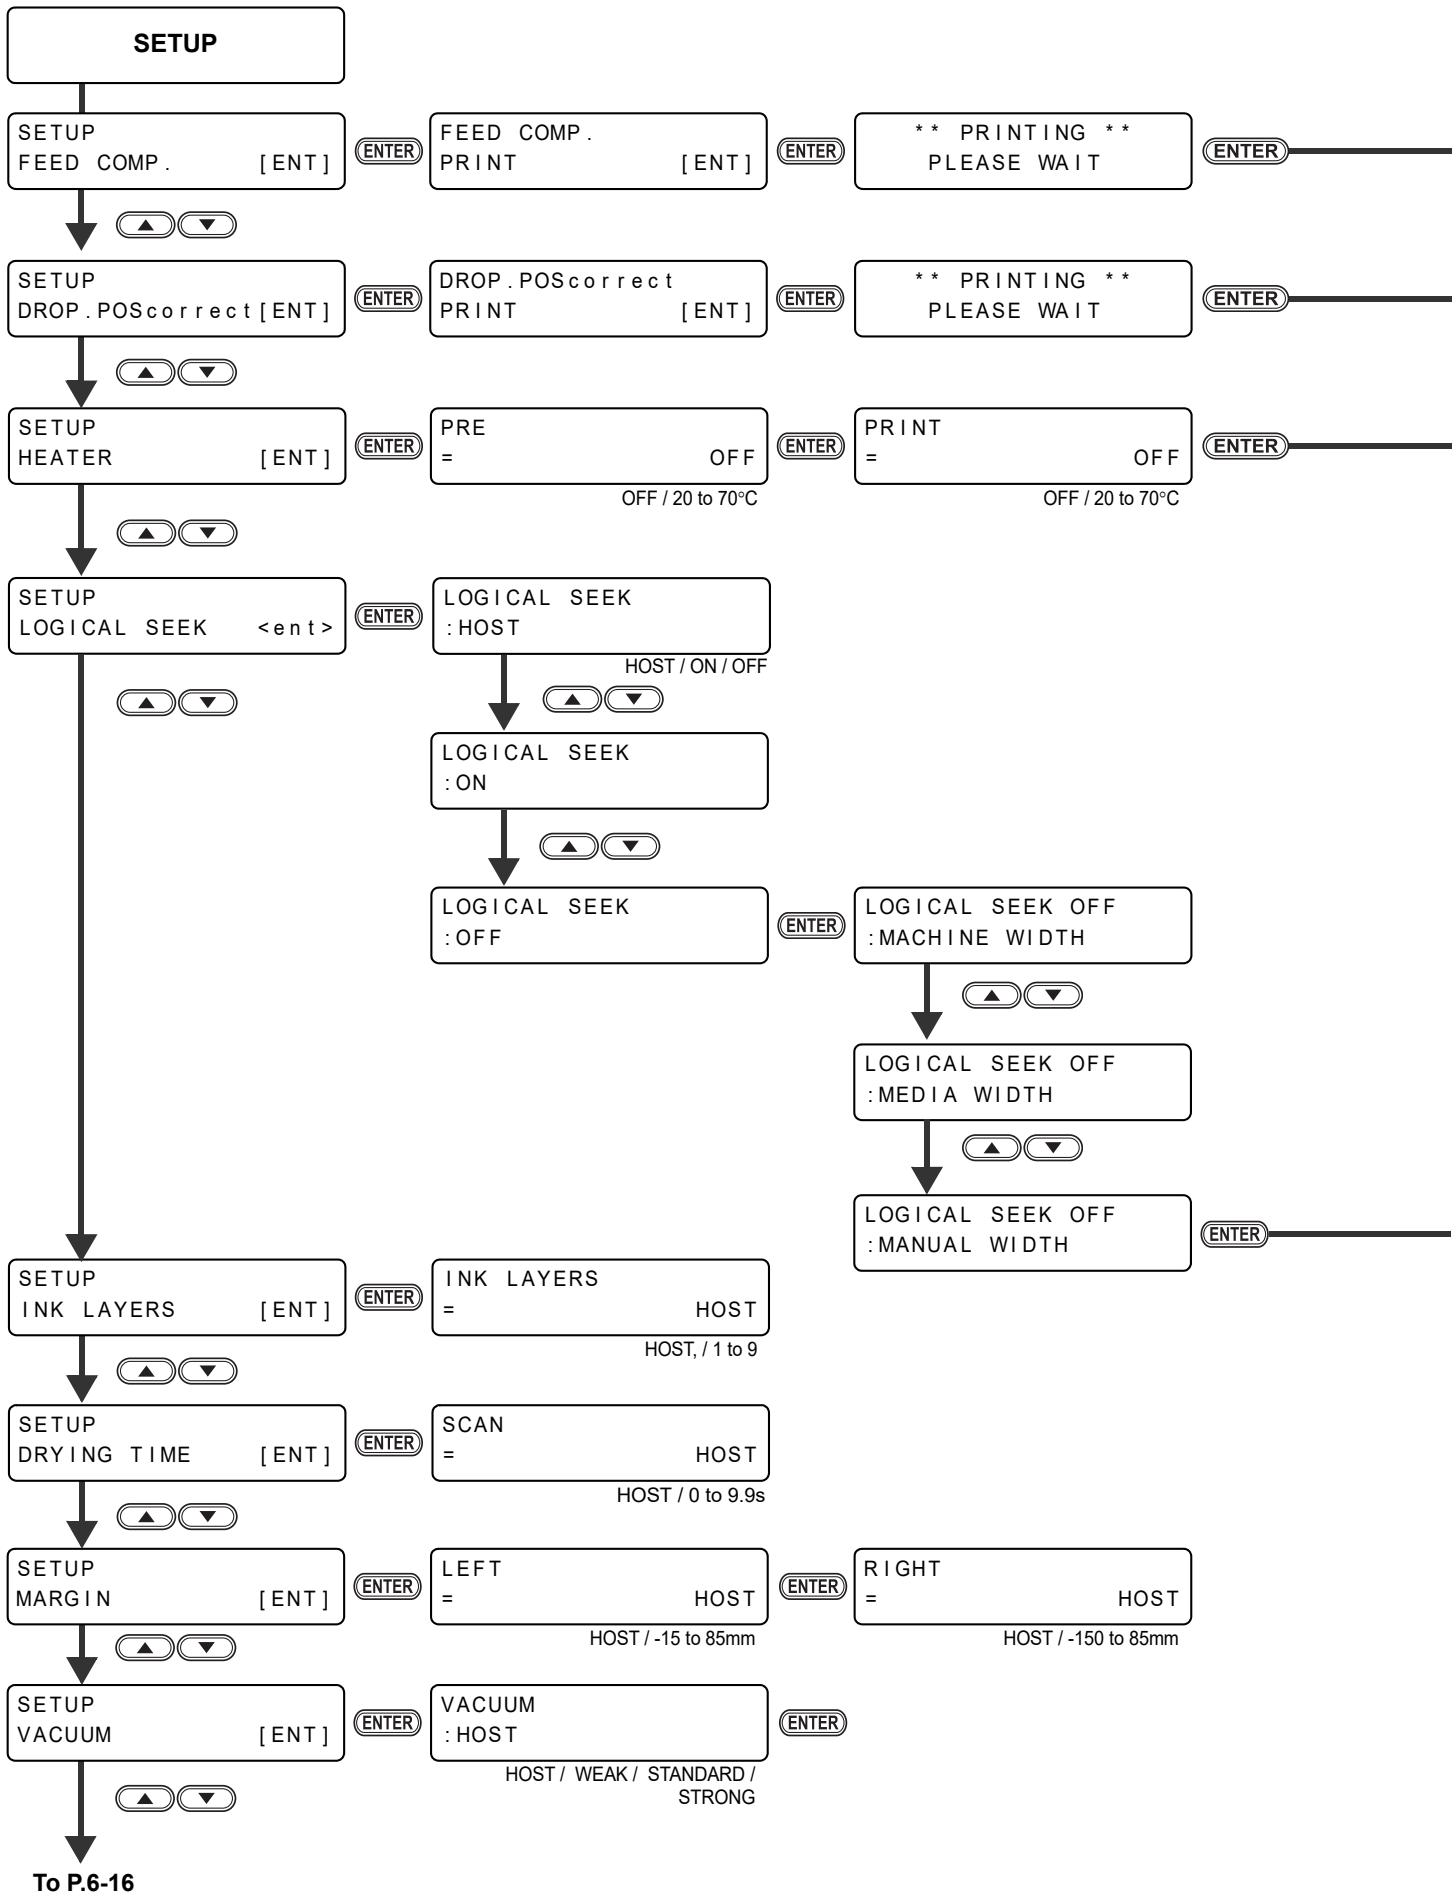 SETUP
SETUP
FEED COMP. [ENT]
ENTER
FEED COMP.
PRINT [ENT]
ENTER
** PRINTING **
PLEASE WAIT
ENTER
SETUP
DROP.POScorrect[ENT]
ENTER
DROP.POScorrect
PRINT [ENT]
ENTER
** PRINTING **
PLEASE WAIT
ENTER
SETUP
HEATER [ENT]
ENTER
PRE
= OFF
OFF / 20 to 70°C
ENTER
PRINT
= OFF
OFF / 20 to 70°C
ENTER
SETUP
LOGICAL SEEK <ent>
ENTER
LOGICAL SEEK
:HOST
HOST / ON / OFF
LOGICAL SEEK
:ON
LOGICAL SEEK
:OFF
ENTER
LOGICAL SEEK OFF
:MACHINE WIDTH
LOGICAL SEEK OFF
:MEDIA WIDTH
LOGICAL SEEK OFF
:MANUAL WIDTH
ENTER
SETUP
INK LAYERS [ENT]
ENTER
INK LAYERS
= HOST
HOST, / 1 to 9
SETUP
DRYING TIME [ENT]
ENTER
SCAN
= HOST
HOST / 0 to 9.9s
SETUP
MARGIN [ENT]
ENTER
LEFT
= HOST
HOST / -15 to 85mm
ENTER
RIGHT
= HOST
HOST / -150 to 85mm
SETUP
VACUUM [ENT]
ENTER
VACUUM
:HOST
HOST / WEAK / STANDARD /
STRONG
ENTER
To P.6-16